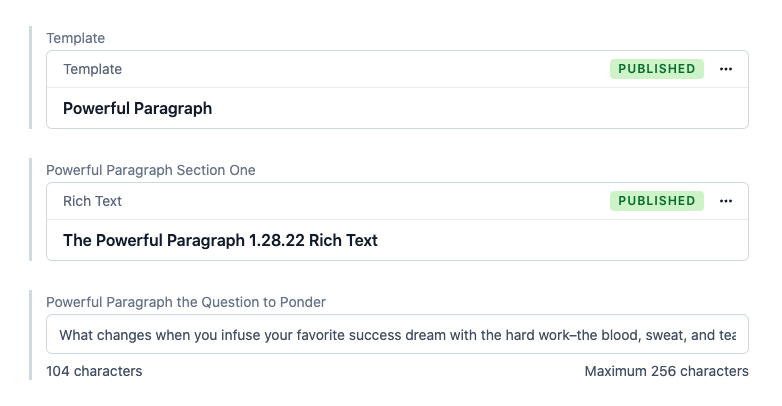 Template
Template PUBLISHED
Powerful Paragraph
Powerful Paragraph Section One
Rich Text PUBLISHED
The Powerful Paragraph 1.28.22 Rich Text
Powerful Paragraph the Question to Ponder
What changes when you infuse your favorite success dream with the hard work–the blood, sweat, and tea
104 characters Maximum 256 characters